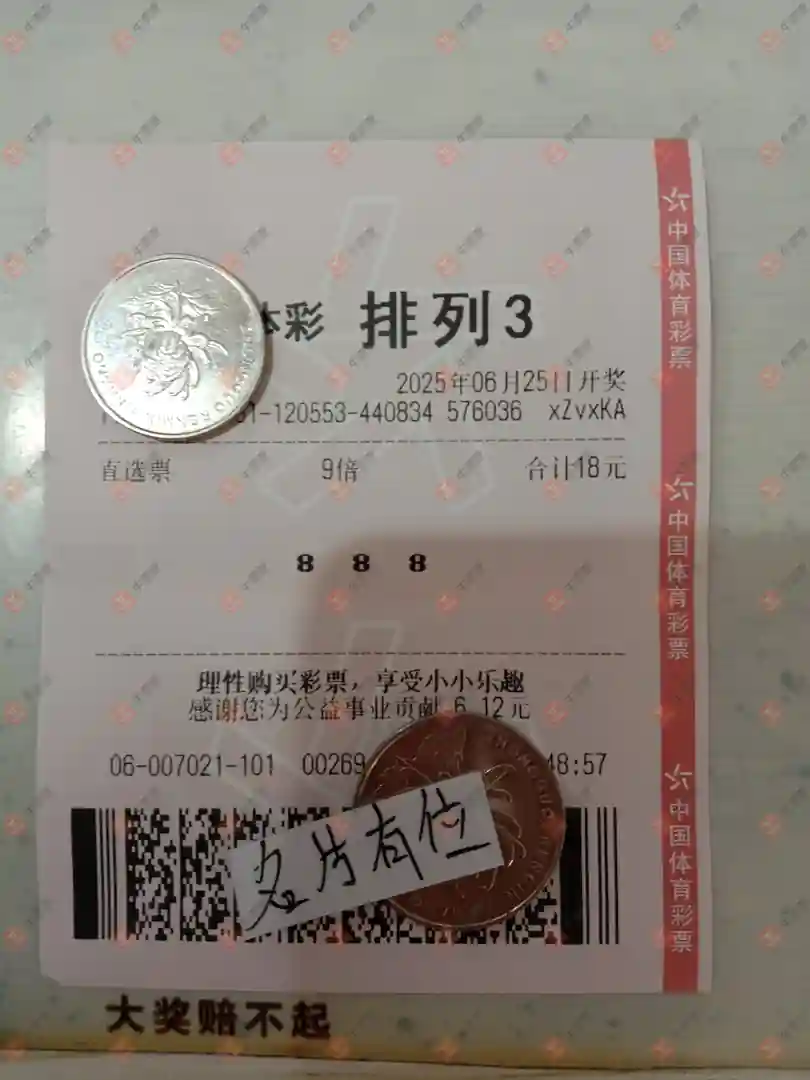 体彩 排列3
2025年06月25日开奖
1-120553-440834 576036 xZvxKA
直选票 9倍 合计18元
8 8 8
理性购买彩票，享受小小乐趣
感谢您为公益事业贡献 6.12元
06-007021-101 00269 48:57
名片有位
大奖赔不起
中国体育彩票
中国体育彩票
中国体育彩票